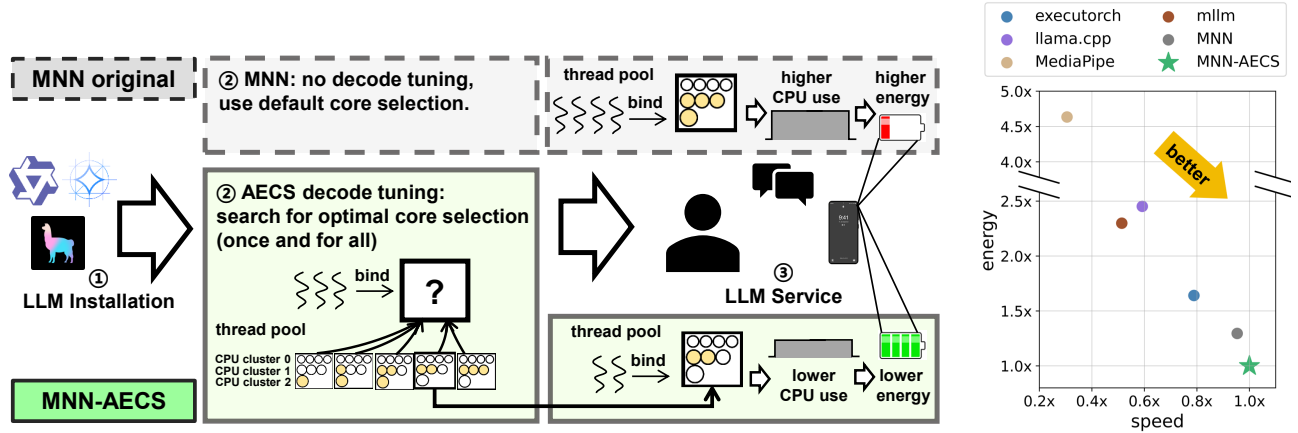 MNN original
② MNN: no decode tuning,
use default core selection.
thread pool
bind
higher
CPU use
higher
energy
①
LLM Installation
② AECS decode tuning:
search for optimal core selection
(once and for all)
bind
?
thread pool
CPU cluster 0
CPU cluster 1
CPU cluster 2
9:41
③
LLM Service
thread pool
bind
lower
CPU use
lower
energy
MNN-AECS
executorch
llama.cpp
MediaPipe
mllm
MNN
MNN-AECS
5.0x
4.5x
4.0x
2.5x
2.0x
1.5x
1.0x
energy
better
0.2x
0.4x
0.6x
0.8x
1.0x
speed